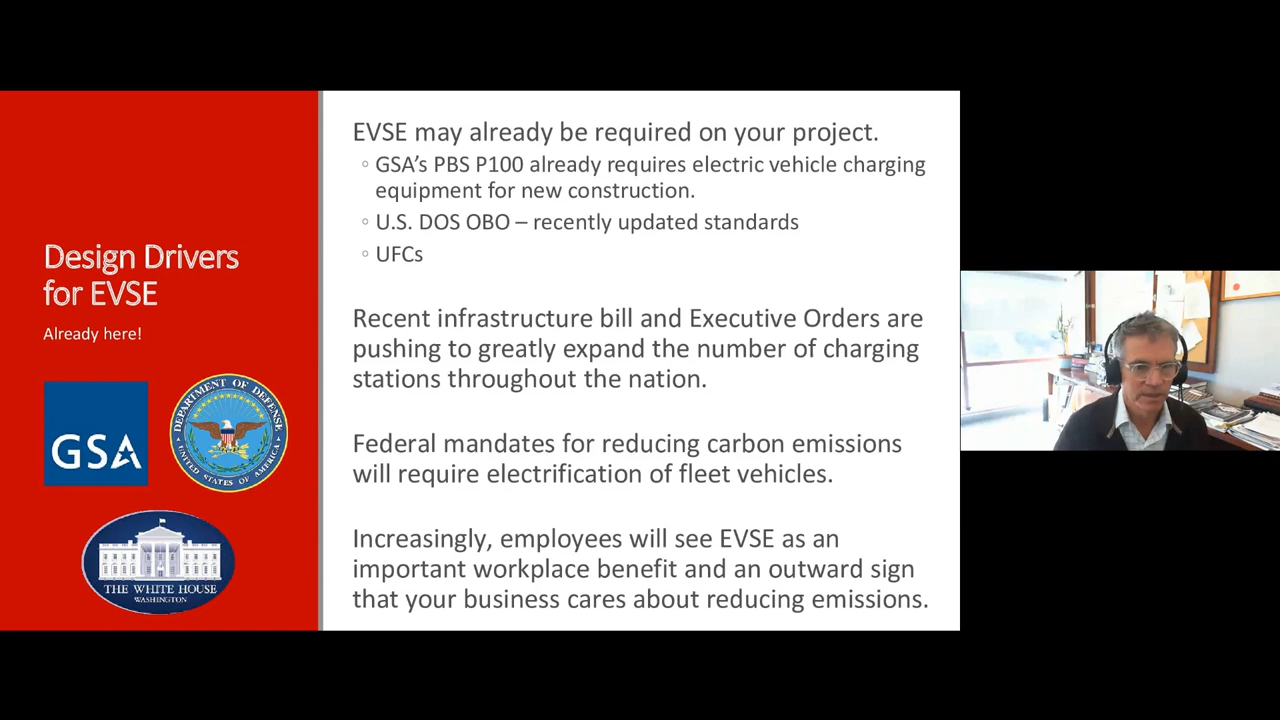 Design Drivers
for EVSE
Already here!
GSA
DEPARTMENT OF DEFENSE
UNITED STATES OF AMERICA
THE WHITE HOUSE
WASHINGTON
EVSE may already be required on your project.
◦ GSA’s PBS P100 already requires electric vehicle charging
equipment for new construction.
◦ U.S. DOS OBO – recently updated standards
◦ UFCs
Recent infrastructure bill and Executive Orders are
pushing to greatly expand the number of charging
stations throughout the nation.
Federal mandates for reducing carbon emissions
will require electrification of fleet vehicles.
Increasingly, employees will see EVSE as an
important workplace benefit and an outward sign
that your business cares about reducing emissions.